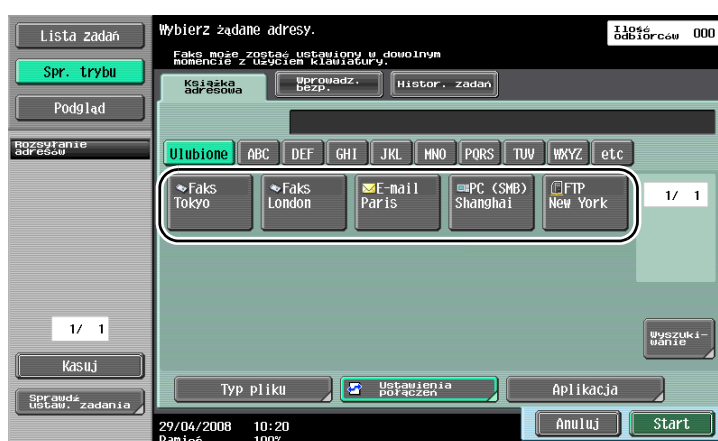 Lista zadań
Spr. trybu
Podgląd
Rozsyłanie
adresów
1/ 1
Kasuj
Sprawdź
ustaw. zadania
Wybierz żądane adresy.
Ilość
odbiorców 000
Faks może zostać ustawiony w dowolnym
momencie z użyciem klawiatury.
Książka
adresowa
Wprowadz.
bezp.
Histor. zadań
Ulubione ABC DEF GHI JKL MNO PQRS TUV WXYZ etc
Faks
Tokyo
Faks
London
E-mail
Paris
PC (SMB)
Shanghai
FTP
New York
1/ 1
Wyszuki-
wanie
Typ pliku
Ustawienia
połączeń
Aplikacja
29/04/2008 10:20
Pamięć 100%
Anuluj
Start